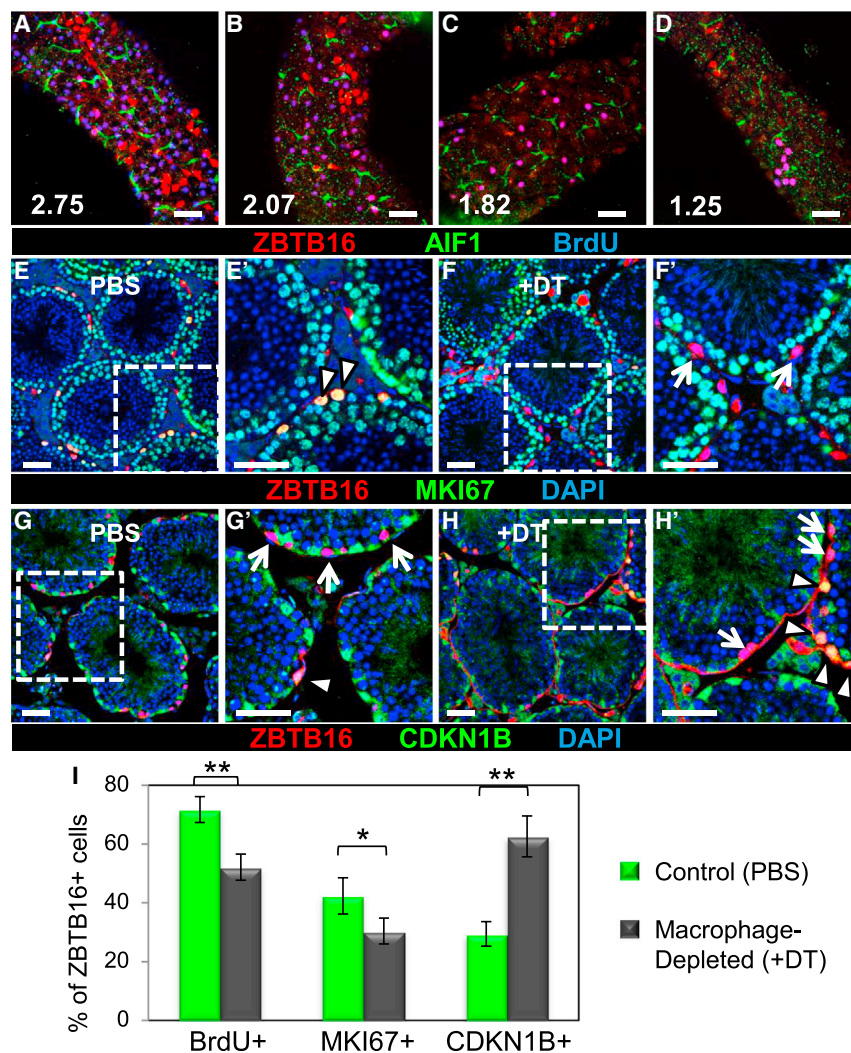 A B C D
2.75 2.07 1.82 1.25
ZBTB16 AIF1 BrdU
E PBS E' F +DT F'
ZBTB16 MKI67 DAPI
G PBS G' H +DT H'
ZBTB16 CDKN1B DAPI
I
% of ZBTB16+ cells
80
60
40
20
0
** * **
BrdU+ MKI67+ CDKN1B+
Control (PBS)
Macrophage-
Depleted (+DT)